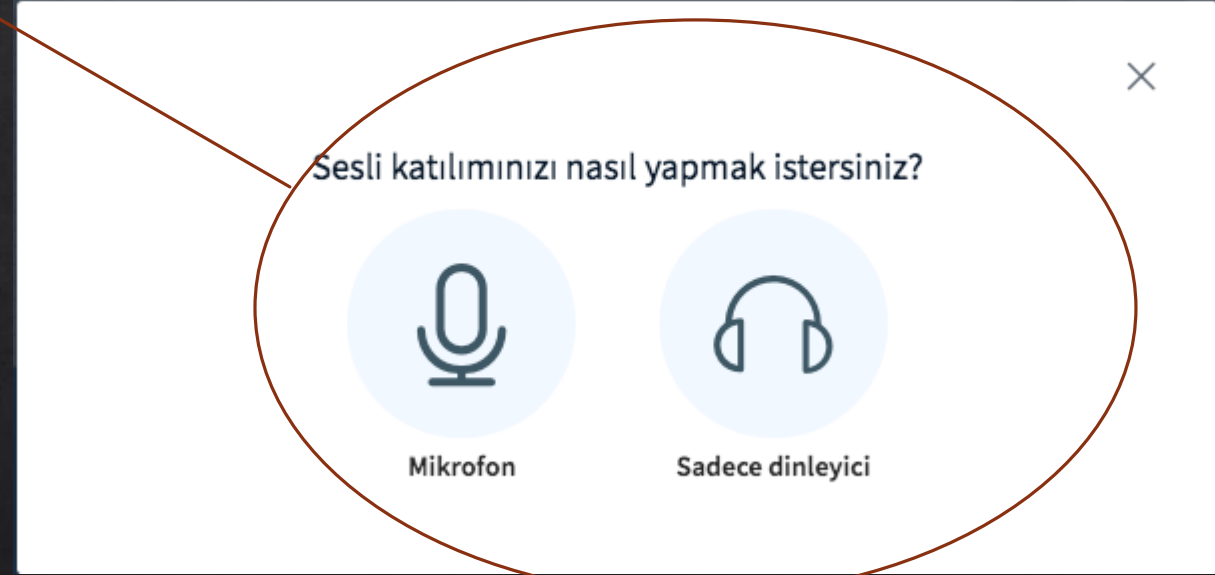 Sesli katılımınızı nasıl yapmak istersiniz?
Mikrofon
Sadece dinleyici